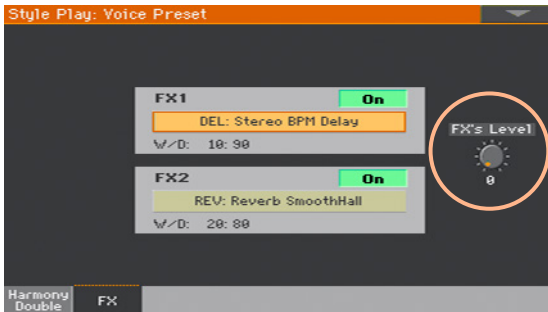 Style Play: Voice Preset
FX1
On
DEL: Stereo BPM Delay
W/D: 10:90
FX's Level
0
FX2
On
REV: Reverb SmoothHall
W/D: 20:80
Harmony
Double
FX